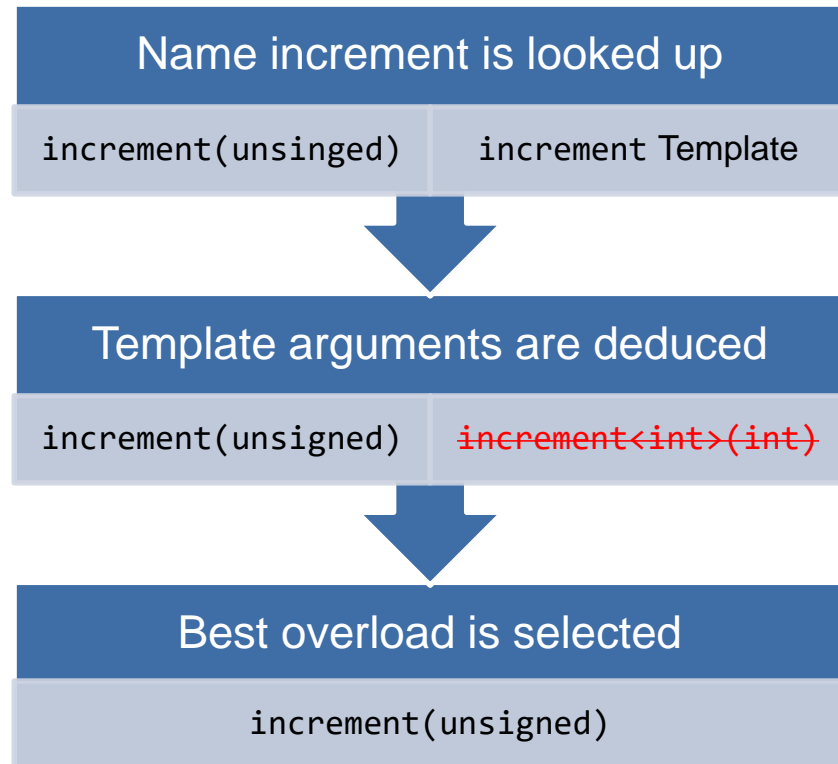 Name increment is looked up
increment(unsinged) increment Template
Template arguments are deduced
increment(unsigned) increment<int>(int)
Best overload is selected
increment(unsigned)